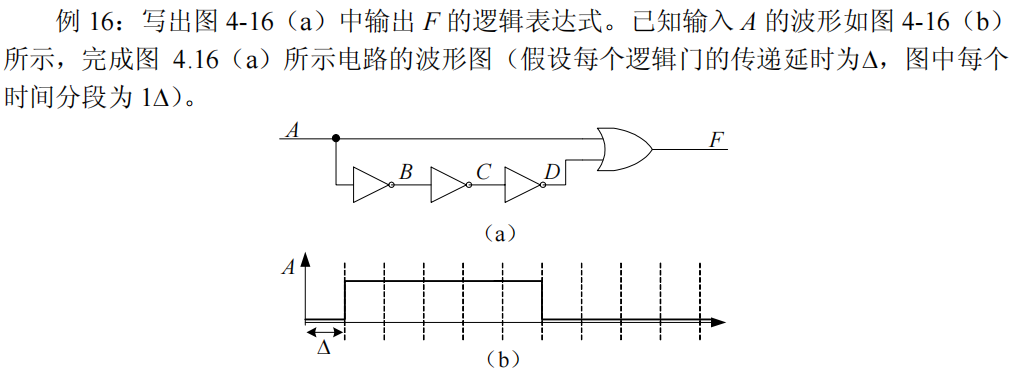 例 16：写出图 4-16（a）中输出 F 的逻辑表达式。已知输入 A 的波形如图 4-16（b）
所示，完成图 4.16（a）所示电路的波形图（假设每个逻辑门的传递延时为Δ，图中每个
时间分段为 1Δ）。
A
F
B
C
D
（a）
A
Δ
（b）